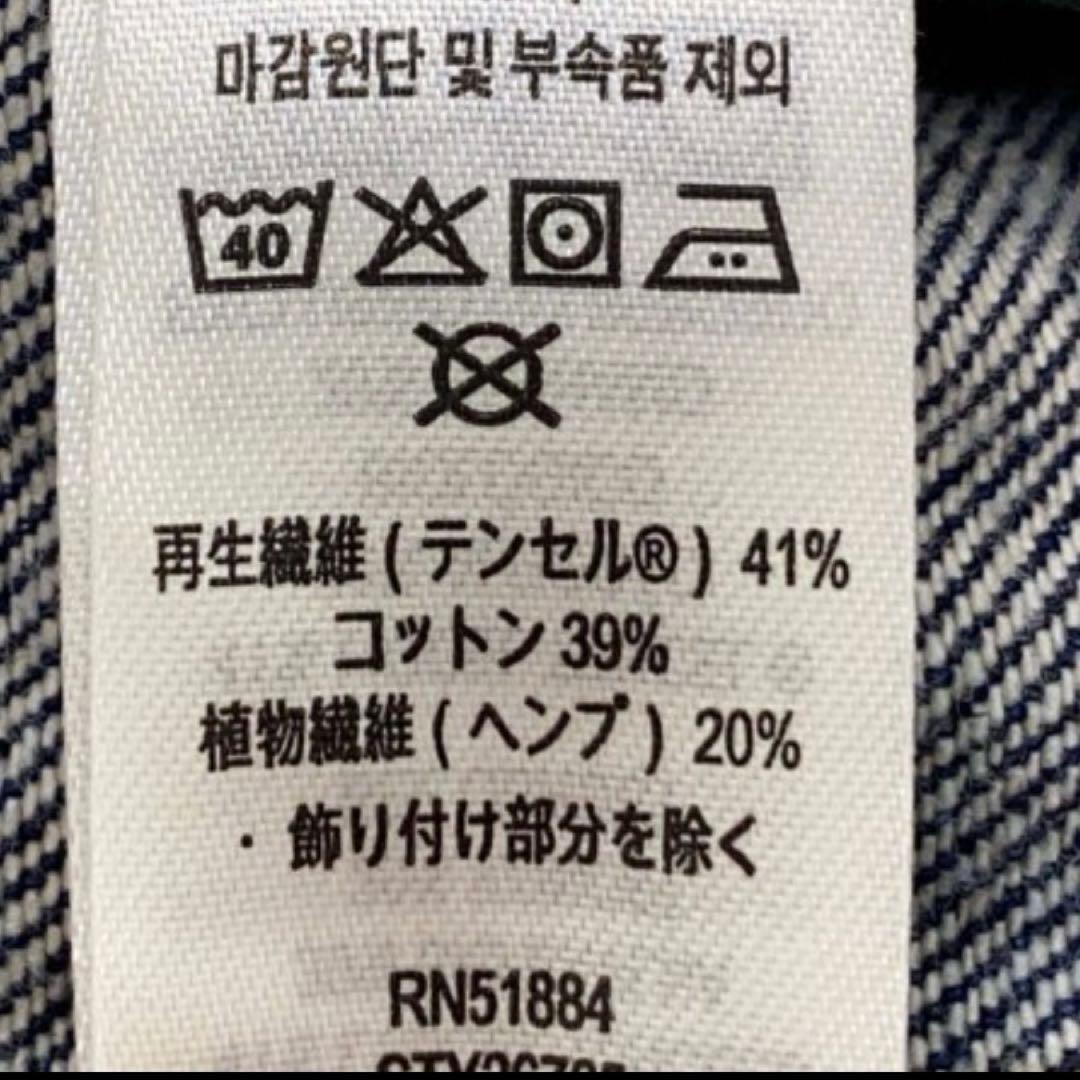 마감원단 및 부속품 제외
40
再生繊維 ( テンセル® ) 41%
コットン 39%
植物繊維 ( ヘンプ ) 20%
・ 飾り付け部分を除く
RN51884